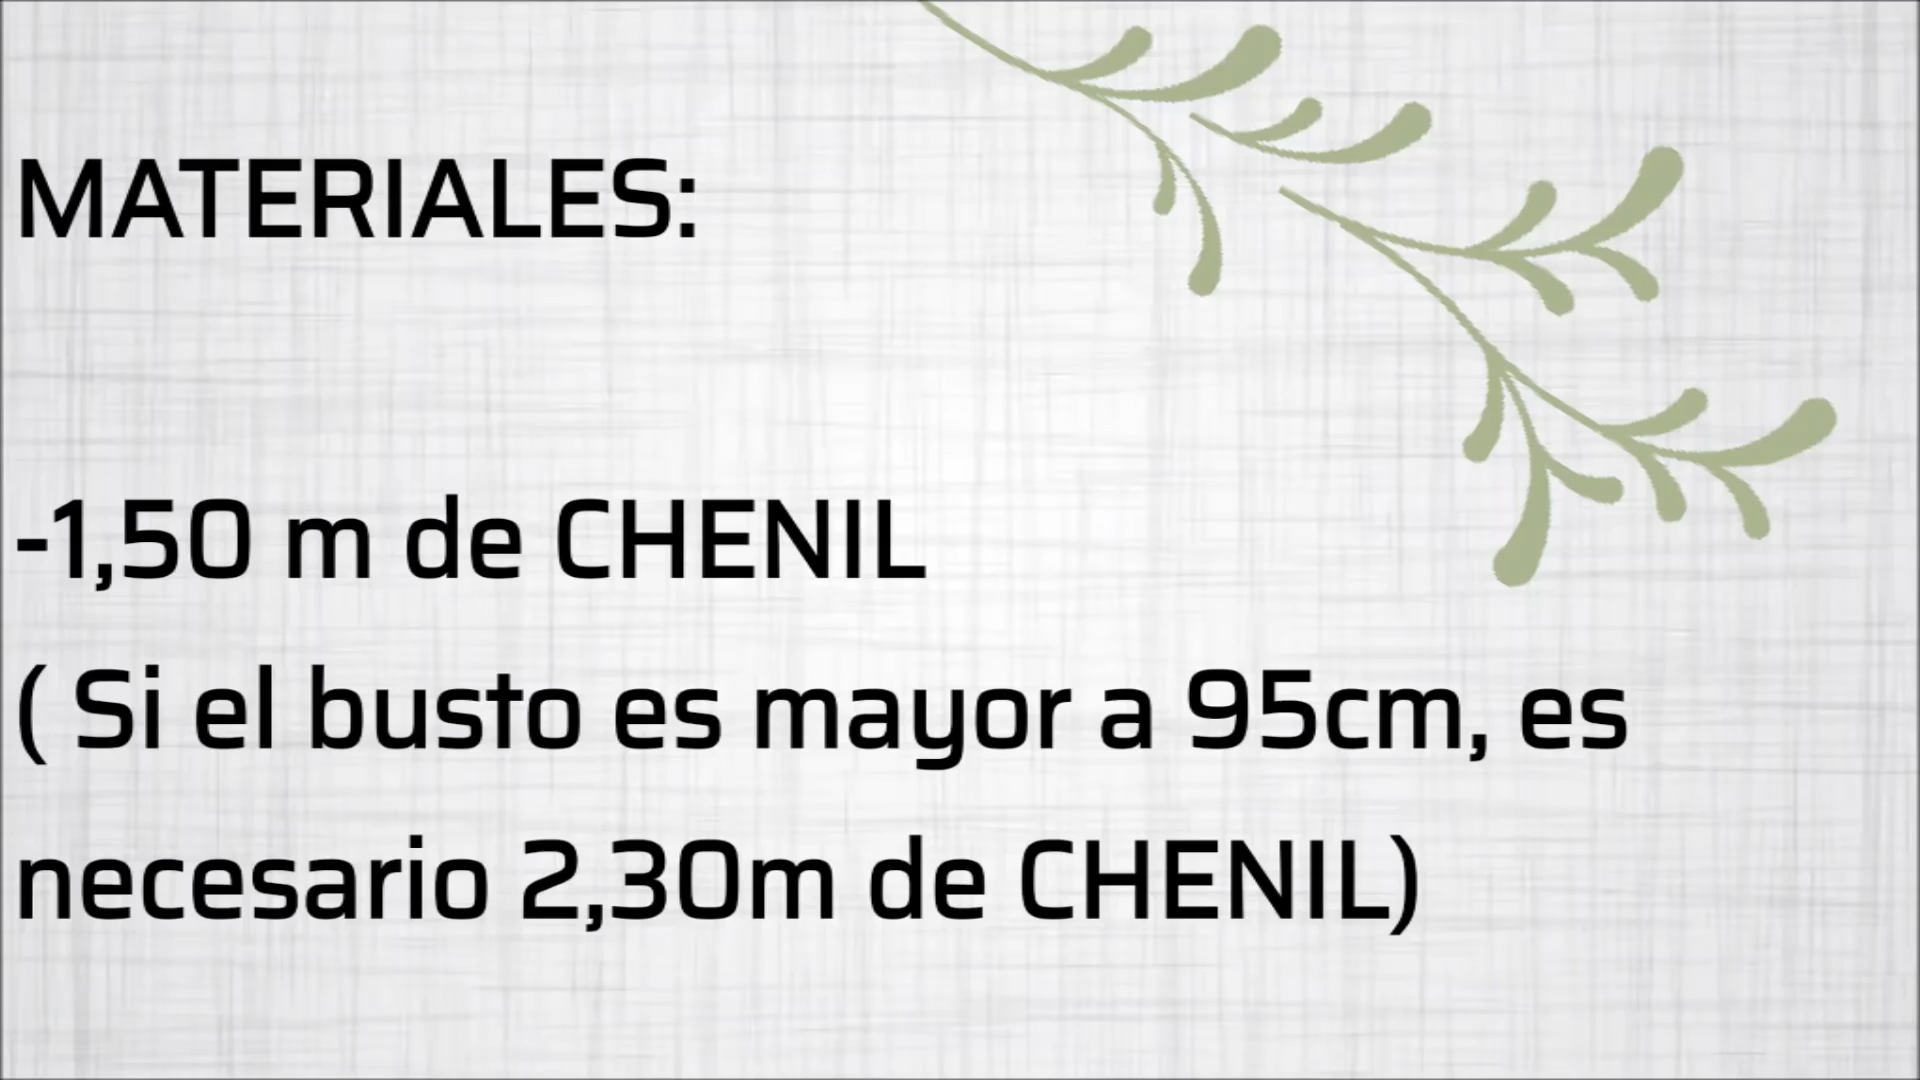 MATERIALES:
-1,50 m de CHENIL
( Si el busto es mayor a 95cm, es
necesario 2,30m de CHENIL)